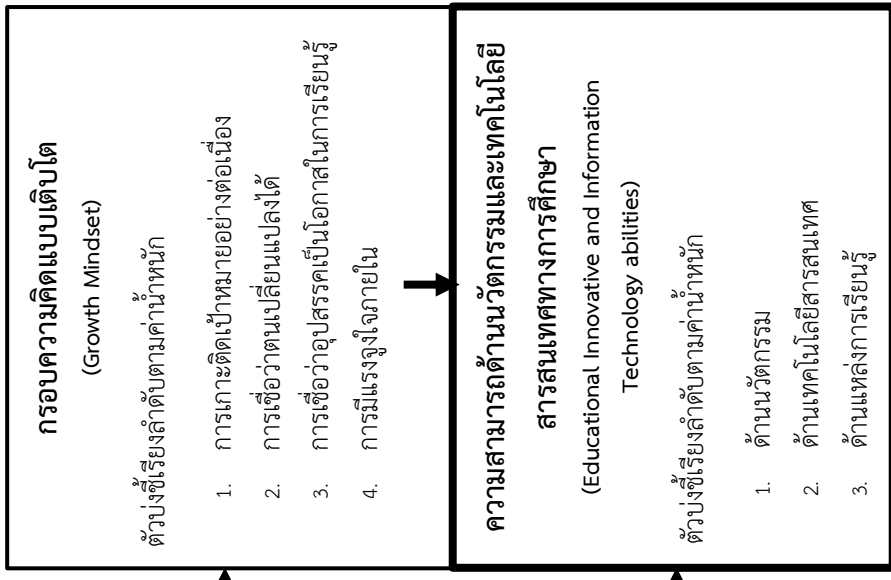 กรอบความคิดแบบเติบโต
(Growth Mindset)
ตัวบ่งชี้เรียงลำดับตามค่าน้ำหนัก
1. การเกาะติดเป้าหมายอย่างต่อเนื่อง
2. การเชื่อว่าตนเปลี่ยนแปลงได้
3. การเชื่อว่าอุปสรรคเป็นโอกาสในการเรียนรู้
4. การมีแรงจูงใจภายใน
ความสามารถด้านนวัตกรรมและเทคโนโลยี
สารสนเทศทางการศึกษา
(Educational Innovative and Information
Technology abilities)
ตัวบ่งชี้เรียงลำดับตามค่าน้ำหนัก
1. ด้านนวัตกรรม
2. ด้านเทคโนโลยีสารสนเทศ
3. ด้านแหล่งการเรียนรู้